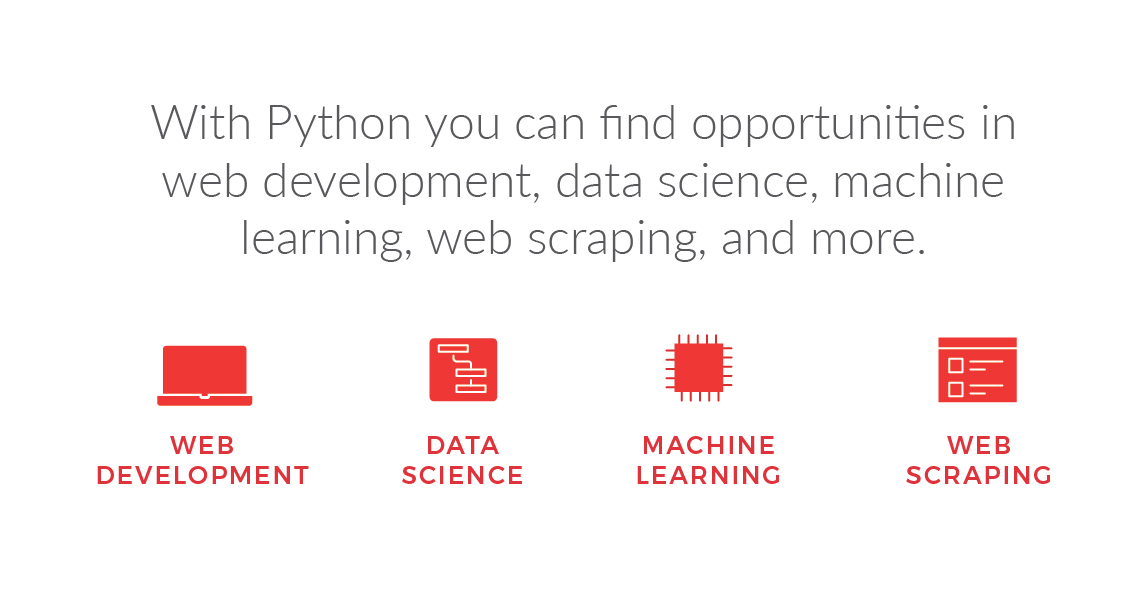 With Python you can find opportunities in
web development, data science, machine
learning, web scraping, and more.
WEB
DEVELOPMENT
DATA
SCIENCE
MACHINE
LEARNING
WEB
SCRAPING